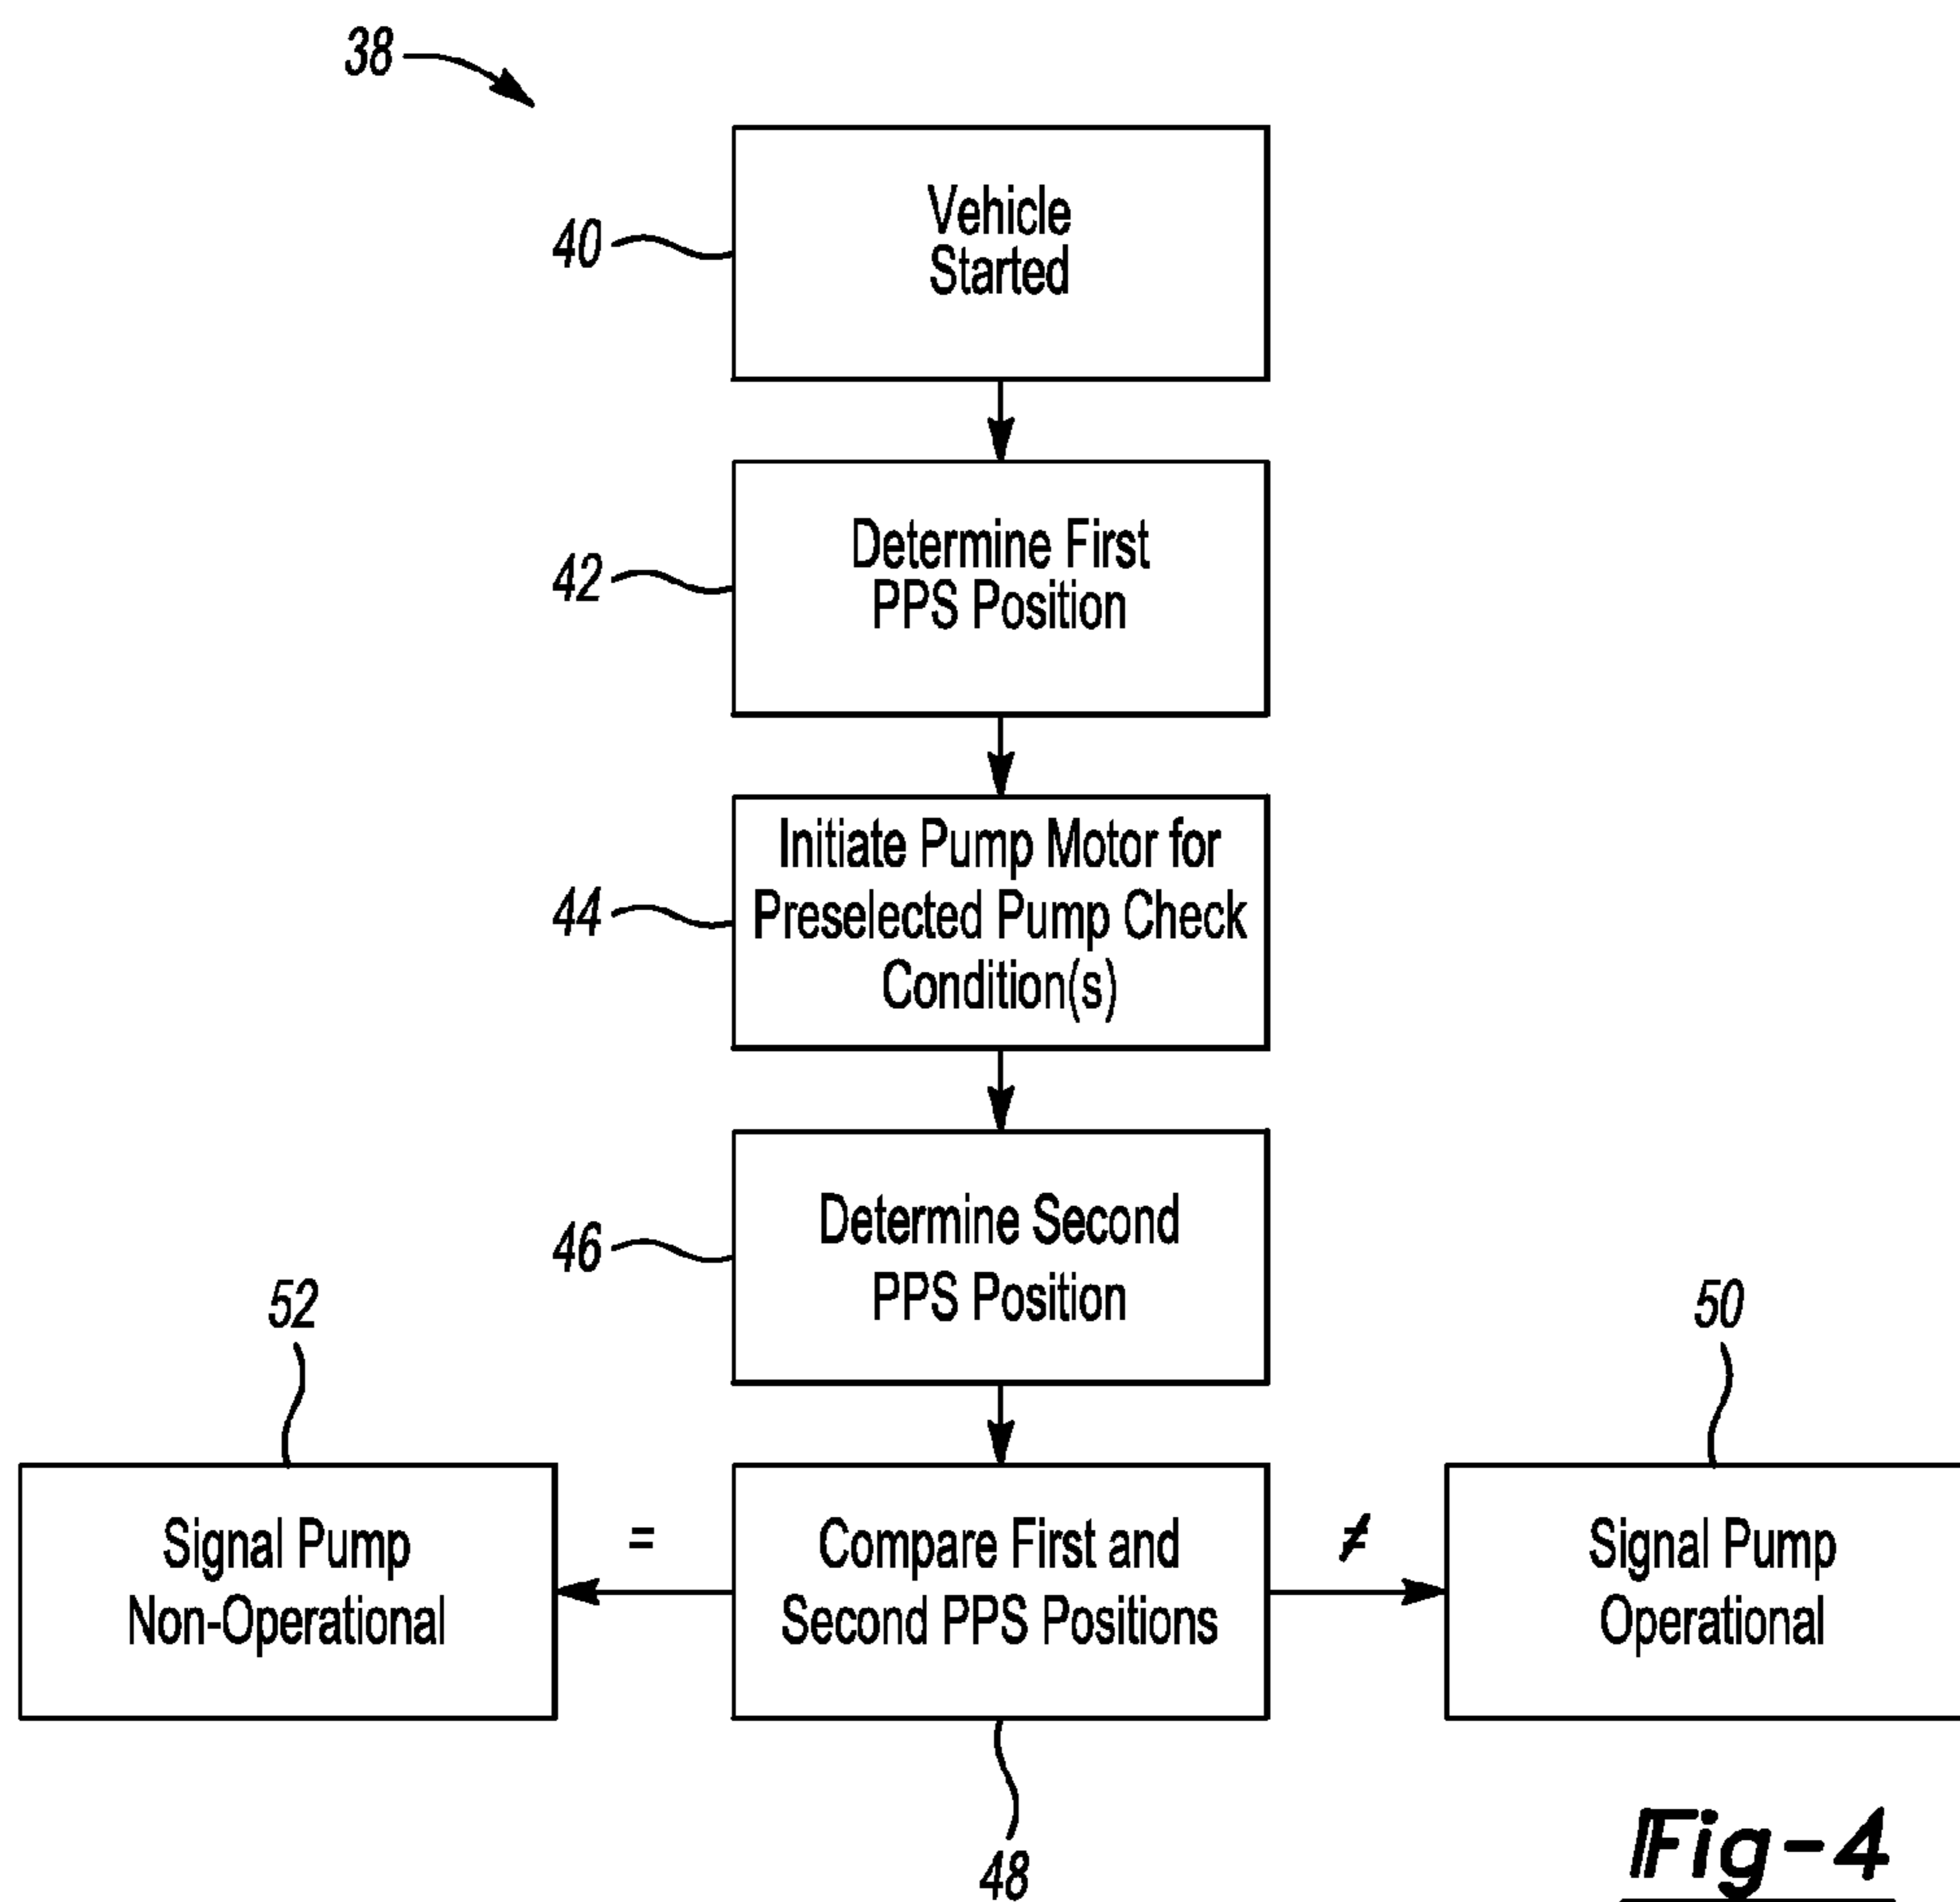 38
40
Vehicle
Started
42
Determine First
PPS Position
44
Initiate Pump Motor for
Preselected Pump Check
Condition(s)
46
Determine Second
PPS Position
52
50
Signal Pump
Non-Operational
=
Compare First and
Second PPS Positions
≠
Signal Pump
Operational
48
Fig-4